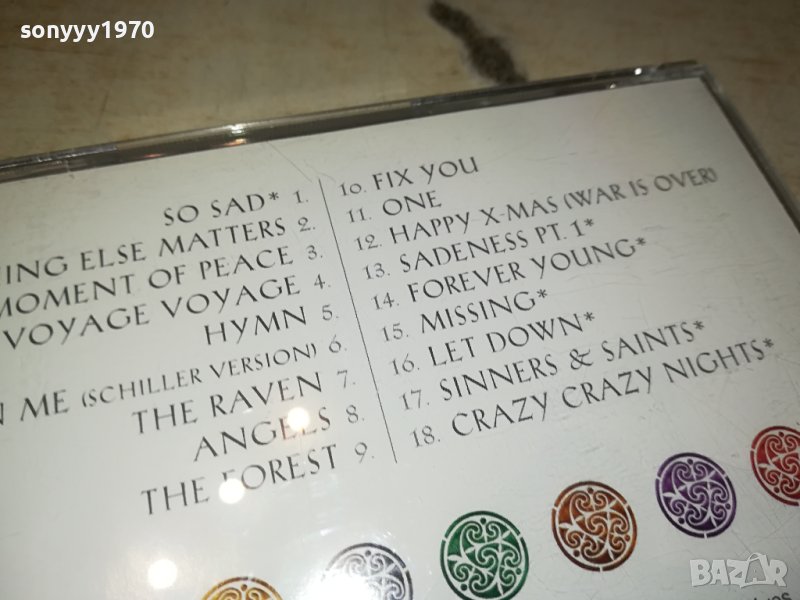 sonyyy1970
SO SAD* 1.
ELSE MATTERS 2.
MOMENT OF PEACE 3.
VOYAGE VOYAGE 4.
HYMN 5.
ME (SCHILLER VERSION) 6.
THE RAVEN 7.
ANGELS 8.
THE FOREST 9.
10. FIX YOU
11. ONE
12. HAPPY X-MAS (WAR IS OVER)
13. SADENESS PT. 1*
14. FOREVER YOUNG*
15. MISSING*
16. LET DOWN*
17. SINNERS & SAINTS*
18. CRAZY CRAZY NIGHTS*
BAZAR